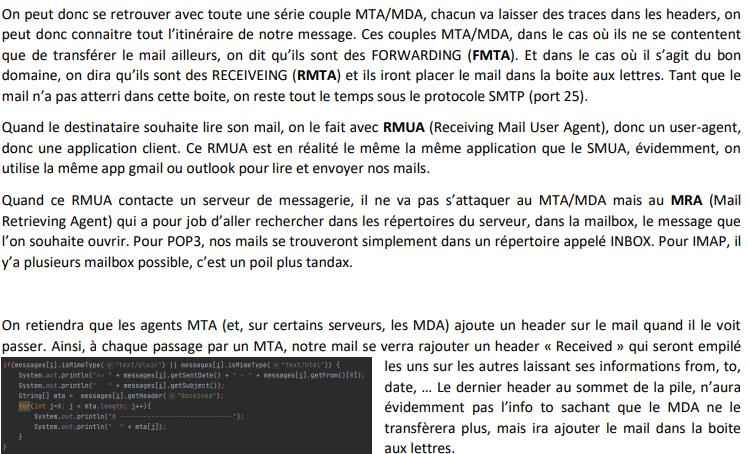 On peut donc se retrouver avec toute une série couple MTA/MDA, chacun va laisser des traces dans les headers, on
peut donc connaitre tout l'itinéraire de notre message. Ces couples MTA/MDA, dans le cas où ils ne se contentent
que de transférer le mail ailleurs, on dit qu'ils sont des FORWARDING (FMTA). Et dans le cas où il s'agit du bon
domaine, on dira qu'ils sont des RECEIVEING (RMTA) et ils iront placer le mail dans la boite aux lettres. Tant que le
mail n'a pas atterri dans cette boite, on reste tout le temps sous le protocole SMTP (port 25).
Quand le destinataire souhaite lire son mail, on le fait avec RMUA (Receiving Mail User Agent), donc un user-agent,
donc une application client. Ce RMUA est en réalité le même la même application que le SMUA, évidemment, on
utilise la même app gmail ou outlook pour lire et envoyer nos mails.
Quand ce RMUA contacte un serveur de messagerie, il ne va pas s'attaquer au MTA/MDA mais au MRA (Mail
Retrieving Agent) qui a pour job d'aller rechercher dans les répertoires du serveur, dans la mailbox, le message que
l'on souhaite ouvrir. Pour POP3, nos mails se trouveront simplement dans un répertoire appelé INBOX. Pour IMAP, il
y'a plusieurs mailbox possible, c'est un poil plus tandax.
On retiendra que les agents MTA (et, sur certains serveurs, les MDA) ajoute un header sur le mail quand il le voit
passer. Ainsi, à chaque passage par un MTA, notre mail se verra rajouter un header « Received » qui seront empilé
if(messages[i].isMimeType("text/plain") || messages[i].isMimeType("text/html")) {
System.out.println(">> " + messages[i].getSentDate() + " - " + messages[i].getFrom()[0]);
System.out.println("   " + messages[i].getSubject());
String[] mta = messages[i].getHeader("Received");
for(int j=0; j < mta.length; j++){
System.out.println("# ----------------------------");
System.out.println("  " + mta[j]);
}
}
les uns sur les autres laissant ses informations from, to,
date, … Le dernier header au sommet de la pile, n'aura
évidemment pas l'info to sachant que le MDA ne le
transfèrera plus, mais ira ajouter le mail dans la boite
aux lettres.